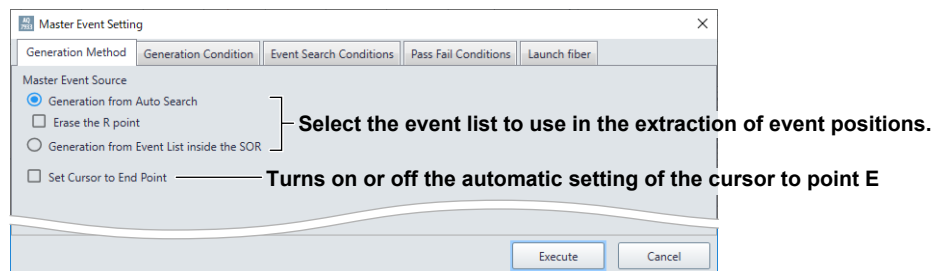 AQ
7933
Master Event Setting
Generation Method Generation Condition Event Search Conditions Pass Fail Conditions Launch fiber
Master Event Source
Generation from Auto Search
Erase the R point
Select the event list to use in the extraction of event positions.
Generation from Event List inside the SOR
Set Cursor to End Point
Turns on or off the automatic setting of the cursor to point E
Execute Cancel